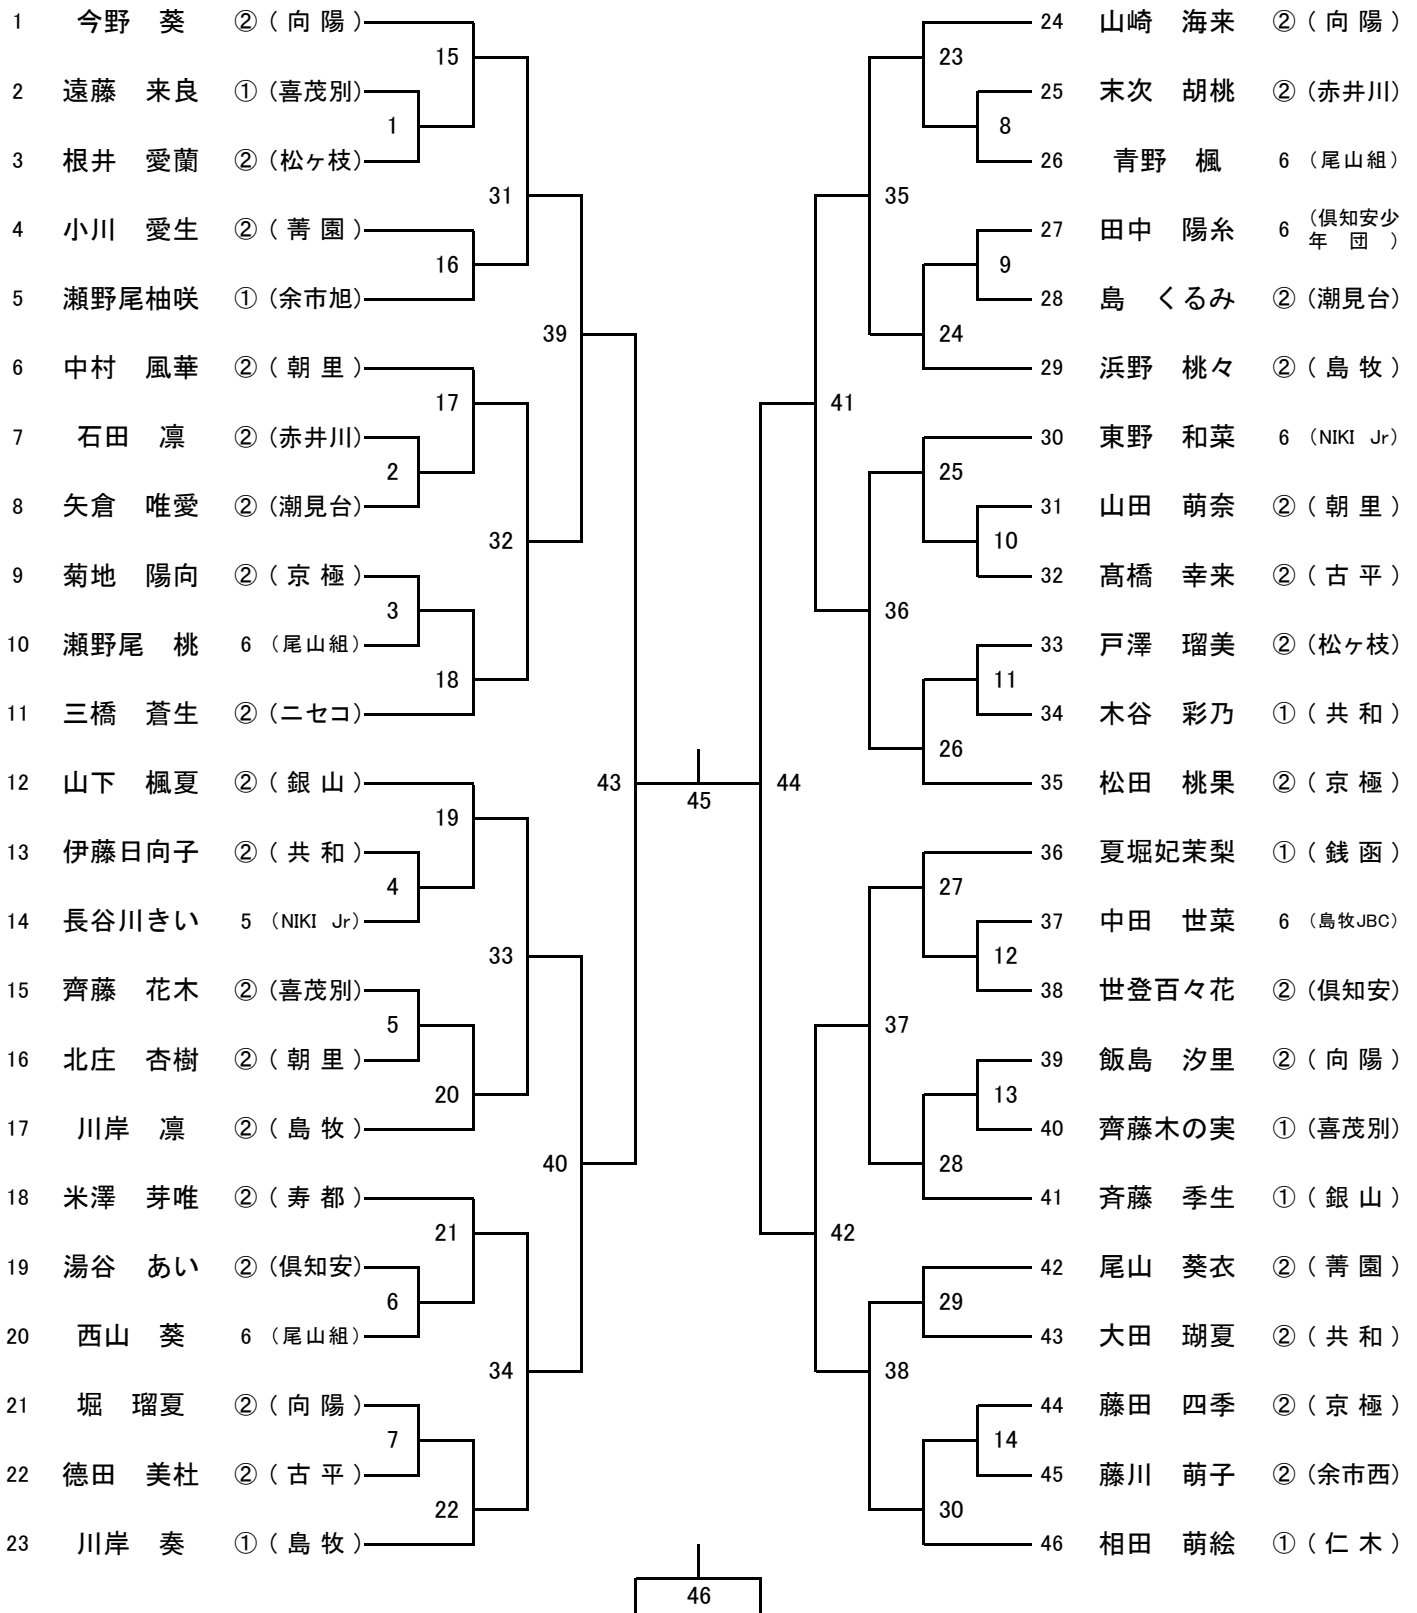 1 今野 葵 ② ( 向 陽 )
2 遠藤 来良 ① (喜茂別)
3 根井 愛蘭 ② (松ヶ枝)
4 小川 愛生 ② ( 菁 園 )
5 瀬野尾柚咲 ① (余市旭)
6 中村 風華 ② ( 朝 里 )
7 石田 凛 ② (赤井川)
8 矢倉 唯愛 ② (潮見台)
9 菊地 陽向 ② ( 京 極 )
10 瀬野尾 桃 6 (尾山組)
11 三橋 蒼生 ② (ニセコ)
12 山下 楓夏 ② ( 銀 山 )
13 伊藤日向子 ② ( 共 和 )
14 長谷川きい 5 (NIKI Jr)
15 齊藤 花木 ② (喜茂別)
16 北庄 杏樹 ② ( 朝 里 )
17 川岸 凛 ② ( 島 牧 )
18 米澤 芽唯 ② ( 寿 都 )
19 湯谷 あい ② (倶知安)
20 西山 葵 6 (尾山組)
21 堀 瑠夏 ② ( 向 陽 )
22 德田 美杜 ② ( 古 平 )
23 川岸 奏 ① ( 島 牧 )
15
1
31
16
39
17
2
32
3
18
43
19
4
33
5
20
40
21
6
34
7
22
45
46
44
23
8
35
9
24
41
25
10
36
11
26
27
12
37
13
28
42
29
38
14
30
24 山崎 海来 ② ( 向 陽 )
25 末次 胡桃 ② (赤井川)
26 青野 楓 6 (尾山組)
27 田中 陽糸 6 (倶知安少
年 団 )
28 島 くるみ ② (潮見台)
29 浜野 桃々 ② ( 島 牧 )
30 東野 和菜 6 (NIKI Jr)
31 山田 萌奈 ② ( 朝 里 )
32 髙橋 幸来 ② ( 古 平 )
33 戸澤 瑠美 ② (松ヶ枝)
34 木谷 彩乃 ① ( 共 和 )
35 松田 桃果 ② ( 京 極 )
36 夏堀妃茉梨 ① ( 銭 函 )
37 中田 世菜 6 (島牧JBC)
38 世登百々花 ② (倶知安)
39 飯島 汐里 ② ( 向 陽 )
40 齊藤木の実 ① (喜茂別)
41 斉藤 季生 ① ( 銀 山 )
42 尾山 葵衣 ② ( 菁 園 )
43 大田 瑚夏 ② ( 共 和 )
44 藤田 四季 ② ( 京 極 )
45 藤川 萌子 ② (余市西)
46 相田 萌絵 ① ( 仁 木 )